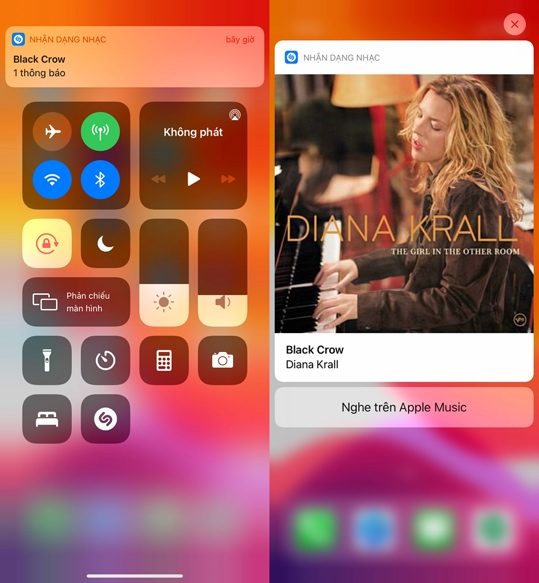 NHẬN DẠNG NHẠC
bây giờ
Black Crow
1 thông báo
Không phát
Phản chiếu
màn hình
NHẬN DẠNG NHẠC
DIANA KRALL
THE GIRL IN THE OTHER ROOM
Black Crow
Diana Krall
Nghe trên Apple Music